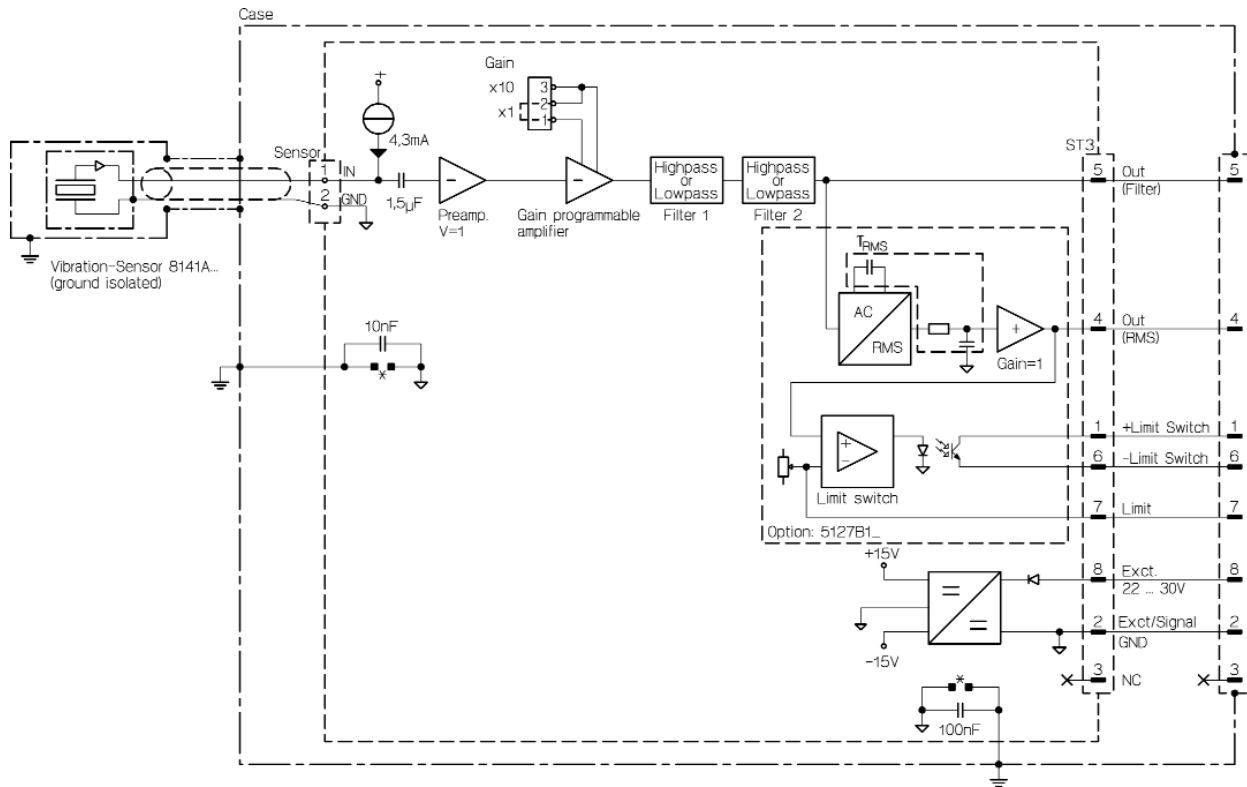 Case
Gain
x10
3
2
x1
1
+
4,3mA
Sensor
1
IN
2
GND
1,5µF
Preamp.
V=1
Gain programmable
amplifier
Highpass
or
Lowpass
Filter 1
Highpass
or
Lowpass
Filter 2
ST3
5
Out
(Filter)
5
Vibration-Sensor 8141A...
(ground isolated)
TRMS
AC
RMS
+
Gain=1
4
Out
(RMS)
4
10nF
*
+
-
Limit switch
1
+Limit Switch
1
6
-Limit Switch
6
7
Limit
7
Option: 5127B1_
+15V
-15V
8
Exct.
22 ... 30V
8
2
Exct/Signal
GND
2
3
NC
3
*
100nF